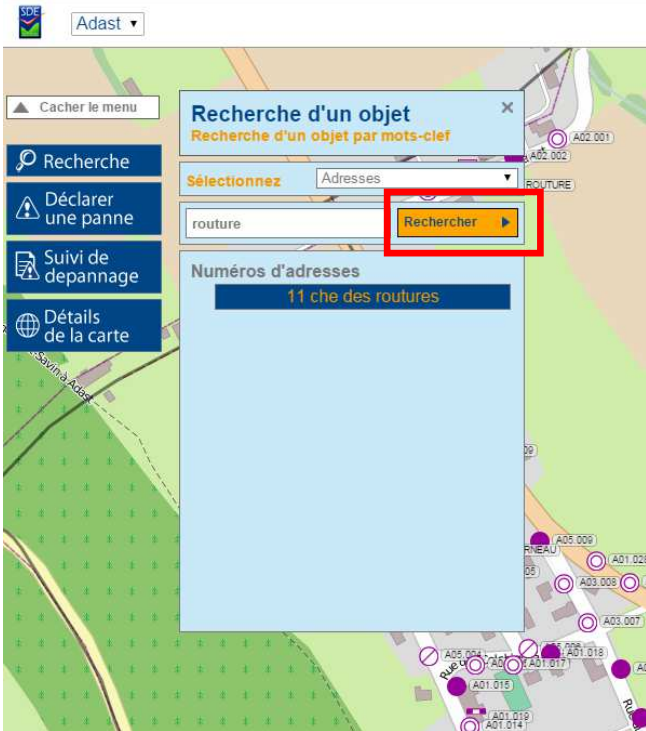 SDE
Adast
Cacher le menu
Recherche
Déclarer
une panne
Suivi de
depannage
Détails
de la carte
Recherche d'un objet
Recherche d'un objet par mots-clef
Sélectionnez
Adresses
routure
Rechercher
Numéros d'adresses
11 che des routures
A02.001
A02.002
ROUTURE
Savin à Adast
A05.009
RNEAU
A01.028
A03.008
A03.007
A05.004
A01.018
A01.017
A01.015
A01.019
A01.014